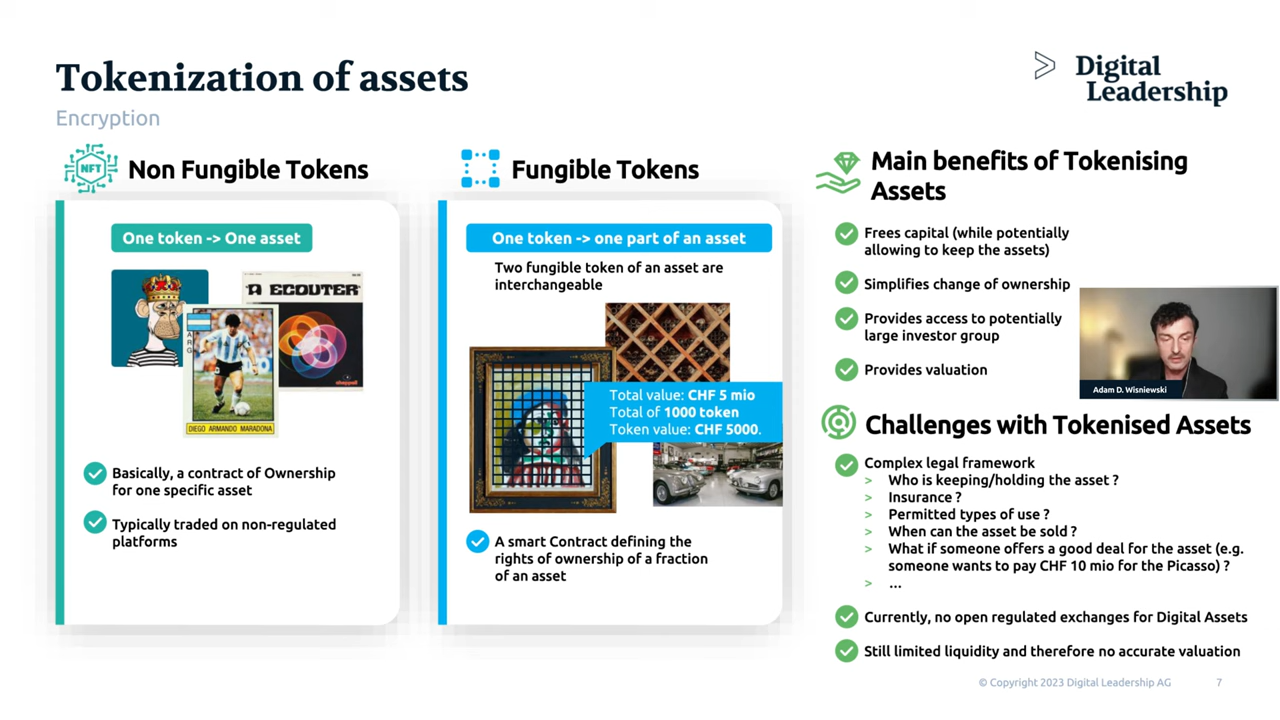 Tokenization of assets
Encryption
Digital
Leadership
NFT
Non Fungible Tokens
One token -> One asset
A ECOUTER
ARG
chappell
DIEGO ARMANDO MARADONA
Basically, a contract of Ownership
for one specific asset
Typically traded on non-regulated
platforms
Fungible Tokens
One token -> one part of an asset
Two fungible token of an asset are
interchangeable
Total value: CHF 5 mio
Total of 1000 token
Token value: CHF 5000.
A smart Contract defining the
rights of ownership of a fraction
of an asset
Main benefits of Tokenising
Assets
Frees capital (while potentially
allowing to keep the assets)
Simplifies change of ownership
Provides access to potentially
large investor group
Provides valuation
Adam D. Wisniewski
Challenges with Tokenised Assets
Complex legal framework
> Who is keeping/holding the asset ?
> Insurance ?
> Permitted types of use ?
> When can the asset be sold ?
> What if someone offers a good deal for the asset (e.g.
someone wants to pay CHF 10 mio for the Picasso) ?
> ...
Currently, no open regulated exchanges for Digital Assets
Still limited liquidity and therefore no accurate valuation
© Copyright 2023 Digital Leadership AG
7